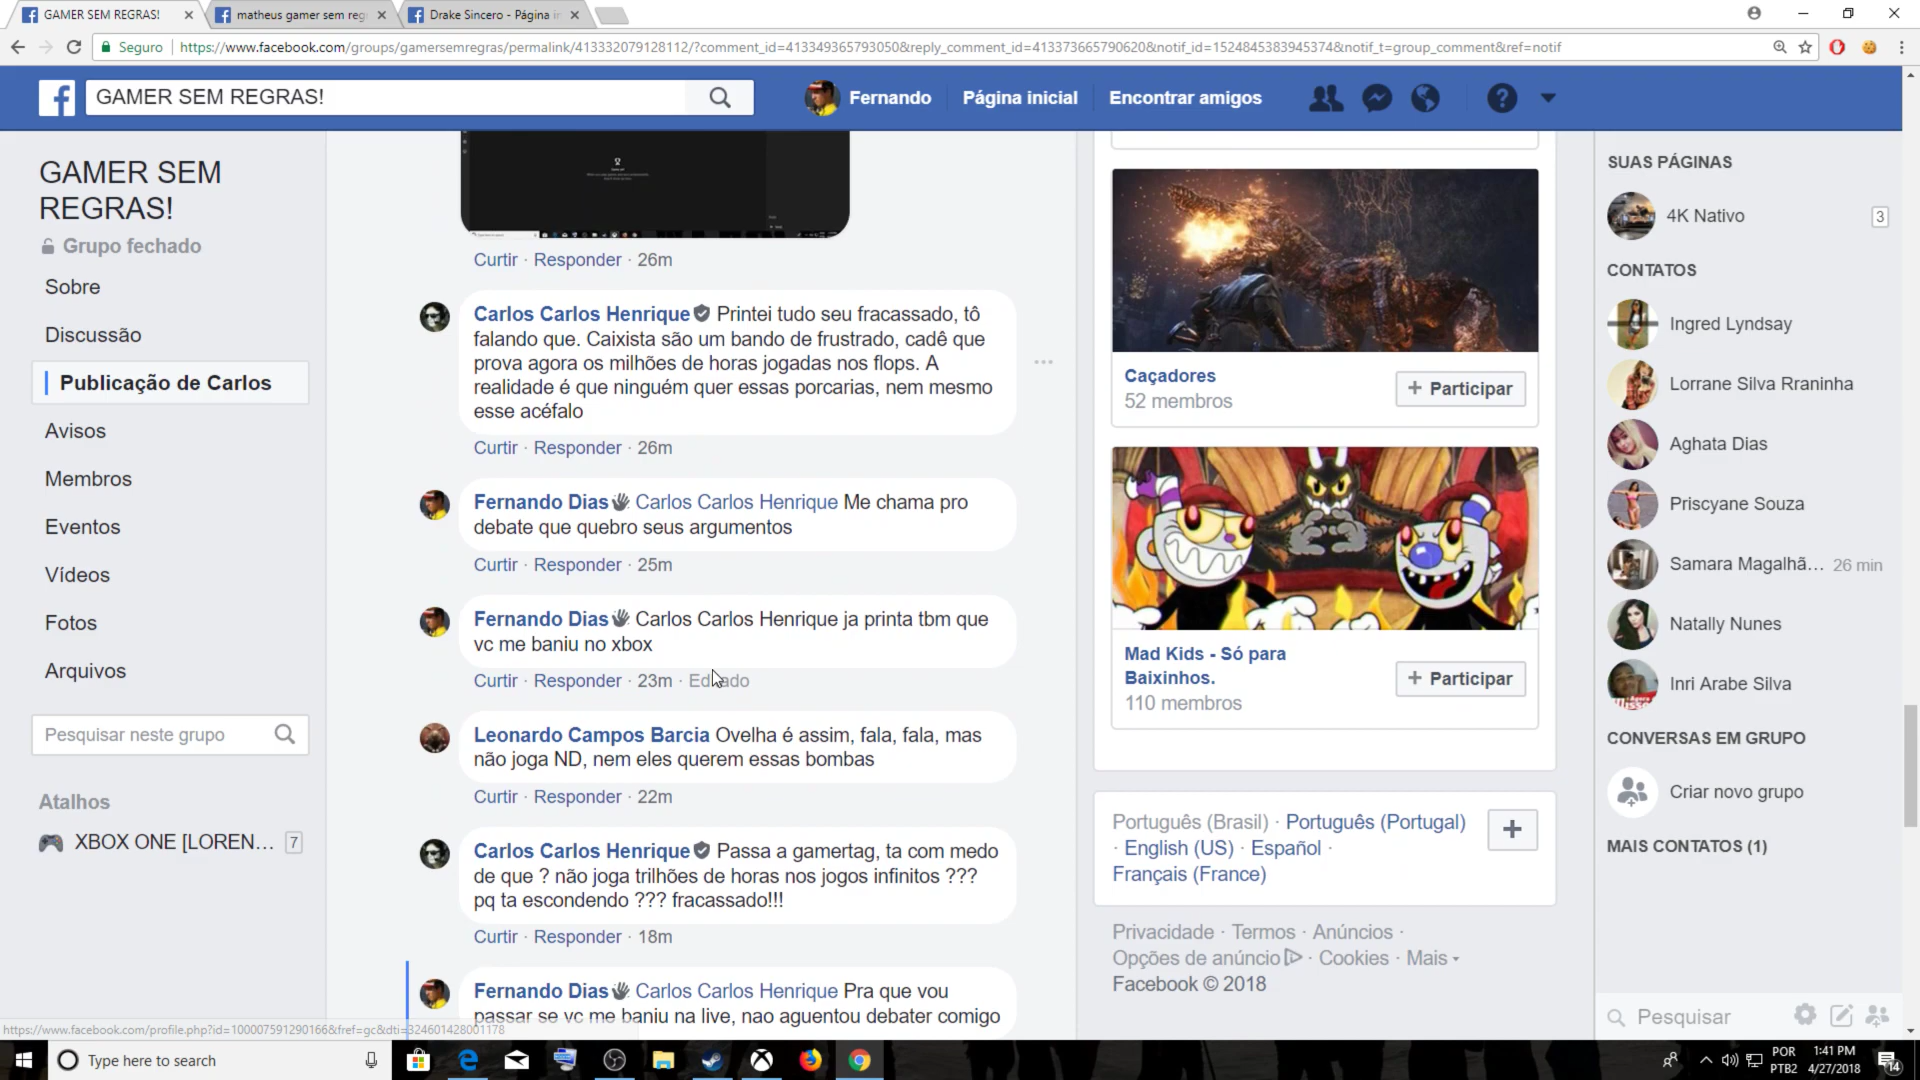 GAMER SEM REGRAS!
matheus gamer sem reg
Drake Sincero - Página in
Seguro
https://www.facebook.com/groups/gamersemregras/permalink/413332079128112/?comment_id=413349365793050&reply_comment_id=413373665790620&notif_id=1524845383945374&notif_t=group_comment&ref=notif
GAMER SEM REGRAS!
Fernando
Página inicial
Encontrar amigos
GAMER SEM
REGRAS!
Grupo fechado
Sobre
Discussão
Publicação de Carlos
Avisos
Membros
Eventos
Vídeos
Fotos
Arquivos
Pesquisar neste grupo
Atalhos
XBOX ONE [LOREN... 7
Curtir · Responder · 26m
Carlos Carlos Henrique Printei tudo seu fracassado, tô
falando que. Caixista são um bando de frustrado, cadê que
prova agora os milhões de horas jogadas nos flops. A
realidade é que ninguém quer essas porcarias, nem mesmo
esse acéfalo
Curtir · Responder · 26m
Fernando Dias Carlos Carlos Henrique Me chama pro
debate que quebro seus argumentos
Curtir · Responder · 25m
Fernando Dias Carlos Carlos Henrique ja printa tbm que
vc me baniu no xbox
Curtir · Responder · 23m · Editado
Leonardo Campos Barcia Ovelha é assim, fala, fala, mas
não joga ND, nem eles querem essas bombas
Curtir · Responder · 22m
Carlos Carlos Henrique Passa a gamertag, ta com medo
de que ? não joga trilhões de horas nos jogos infinitos ???
pq ta escondendo ??? fracassado!!!
Curtir · Responder · 18m
Fernando Dias Carlos Carlos Henrique Pra que vou
passar se vc me baniu na live, nao aguentou debater comigo
Caçadores
52 membros
+ Participar
Mad Kids - Só para
Baixinhos.
110 membros
+ Participar
Português (Brasil) · Português (Portugal)
· English (US) · Español ·
Français (France)
Privacidade · Termos · Anúncios ·
Opções de anúncio · Cookies · Mais
Facebook © 2018
SUAS PÁGINAS
4K Nativo 3
CONTATOS
Ingred Lyndsay
Lorrane Silva Rraninha
Aghata Dias
Priscyane Souza
Samara Magalhã... 26 min
Natally Nunes
Inri Arabe Silva
CONVERSAS EM GRUPO
Criar novo grupo
MAIS CONTATOS (1)
Pesquisar
https://www.facebook.com/profile.php?id=100007591290166&fref=gc&dti=324601428001178
Type here to search
POR
PTB2
1:41 PM
4/27/2018
14